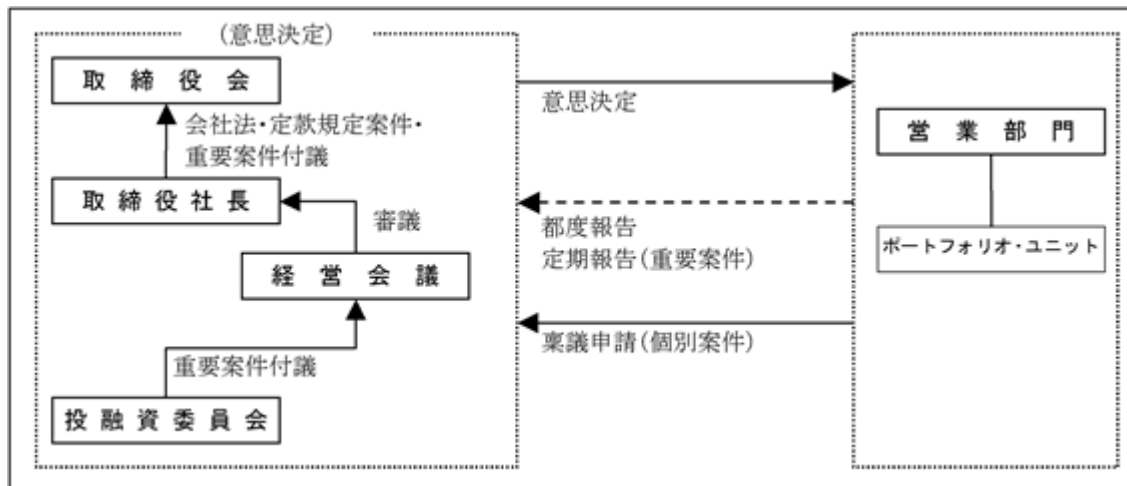 (意思決定)
取締役会
会社法・定款規定案件・
重要案件付議
取締役社長
審議
経営会議
重要案件付議
投融資委員会
意思決定
都度報告
定期報告(重要案件)
稟議申請(個別案件)
営業部門
ポートフォリオ・ユニット